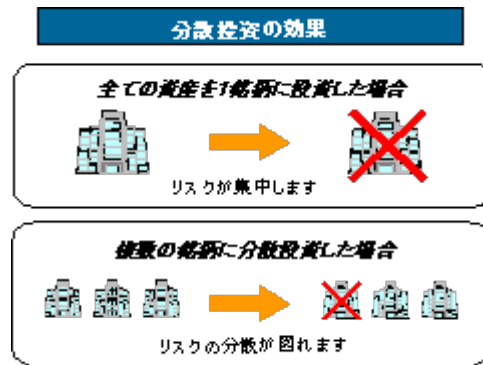 分散投資の効果
全ての資産を1銘柄に投資した場合
リスクが集中します
複数の銘柄に分散投資した場合
リスクの分散が図れます